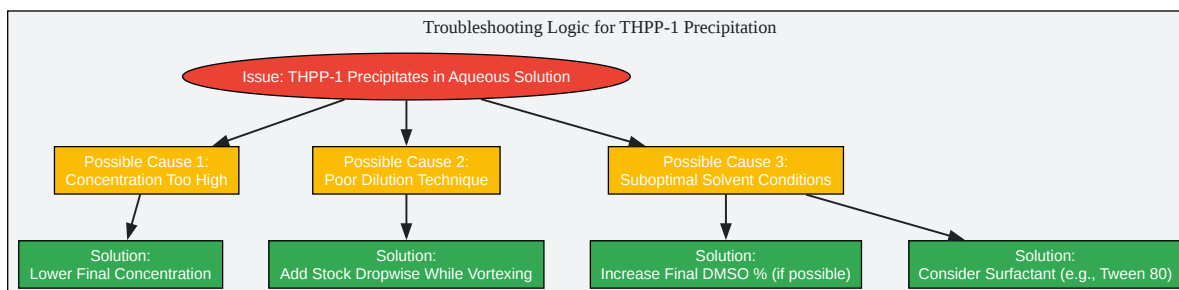 Troubleshooting Logic for THPP-1 Precipitation
Issue: THPP-1 Precipitates in Aqueous Solution
Possible Cause 1:
Concentration Too High
Possible Cause 2:
Poor Dilution Technique
Possible Cause 3:
Suboptimal Solvent Conditions
Solution:
Lower Final Concentration
Solution:
Add Stock Dropwise While Vortexing
Solution:
Increase Final DMSO % (if possible)
Solution:
Consider Surfactant (e.g., Tween 80)